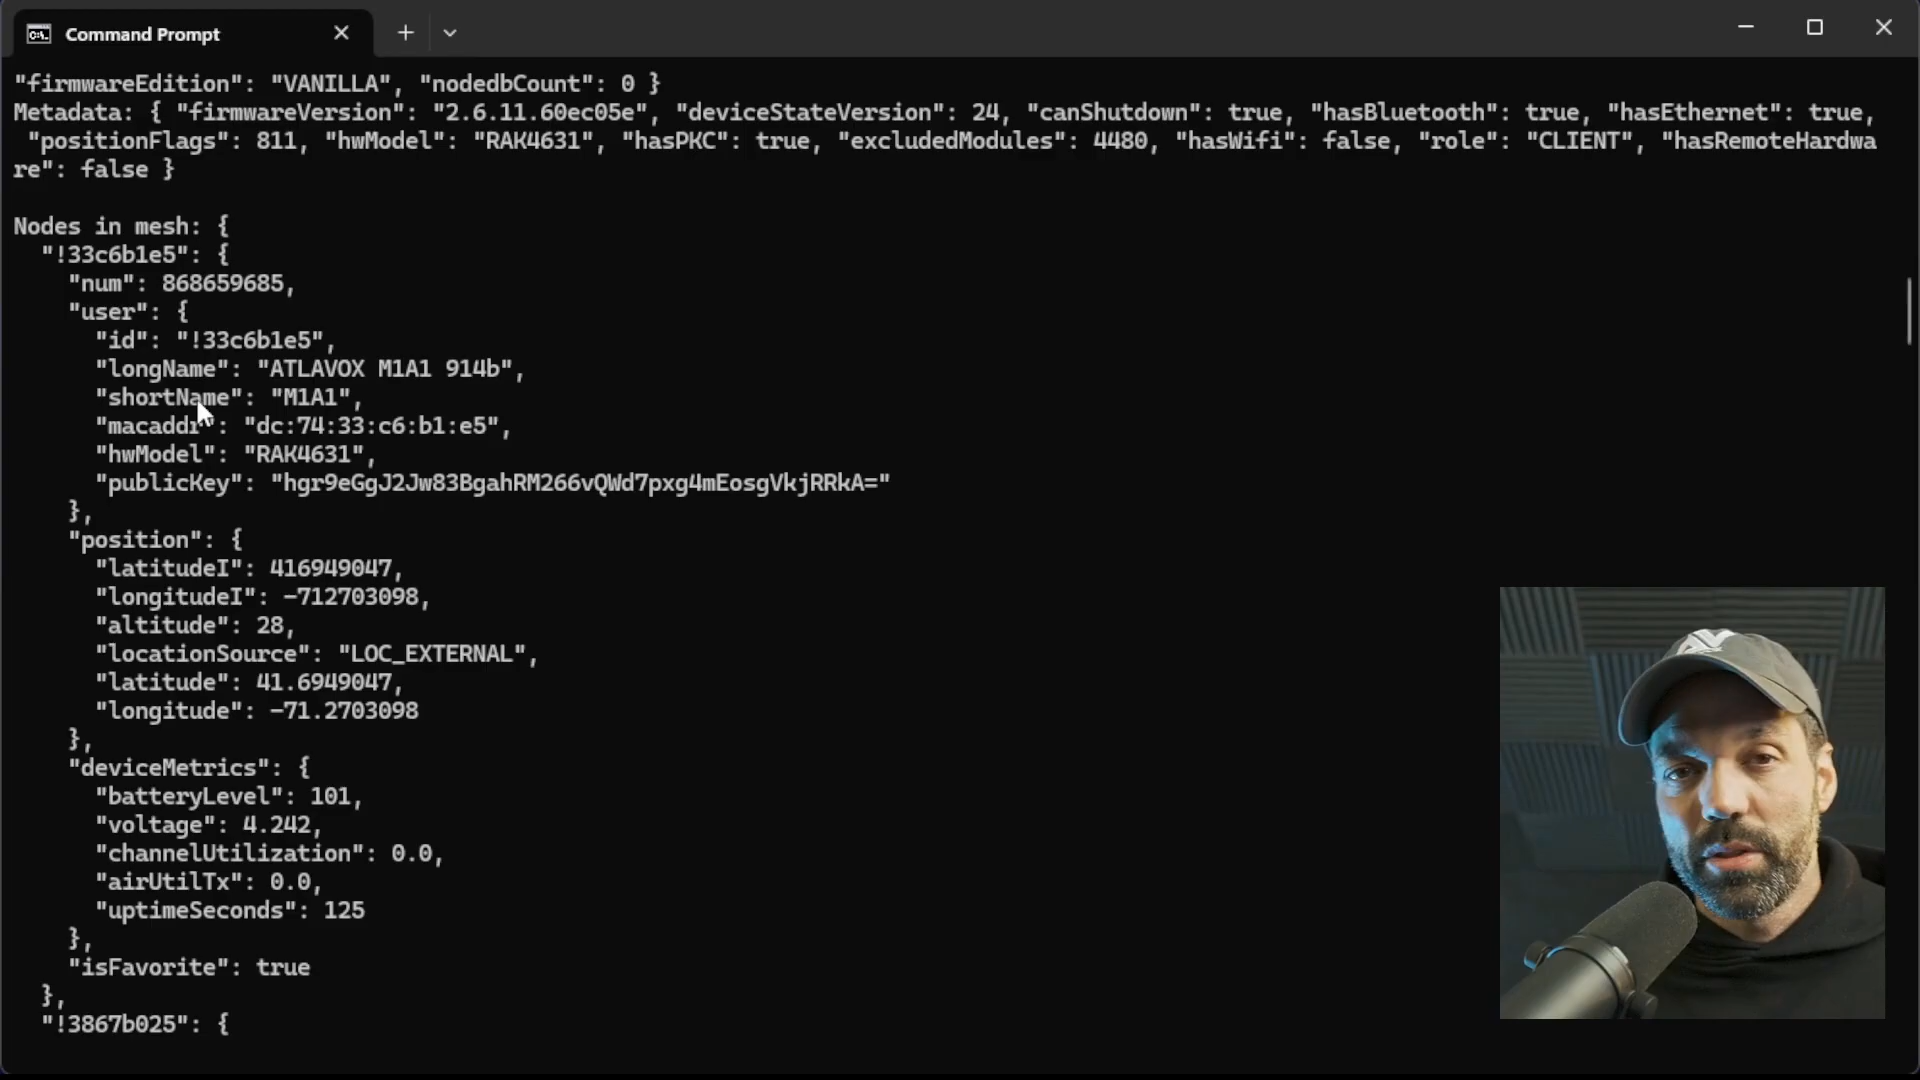 Command Prompt
"firmwareEdition": "VANILLA", "nodedbCount": 0 }
Metadata: { "firmwareVersion": "2.6.11.60ec05e", "deviceStateVersion": 24, "canShutdown": true, "hasBluetooth": true, "hasEthernet": true,
"positionFlags": 811, "hwModel": "RAK4631", "hasPKC": true, "excludedModules": 4480, "hasWifi": false, "role": "CLIENT", "hasRemoteHardwa
re": false }
Nodes in mesh: {
"!33c6b1e5": {
"num": 868659685,
"user": {
"id": "!33c6b1e5",
"longName": "ATLAVOX M1A1 914b",
"shortName": "M1A1",
"macaddr": "dc:74:33:c6:b1:e5",
"hwModel": "RAK4631",
"publicKey": "hgr9eGgJ2Jw83BgahRM266vQWd7pxg4mEosgVkjRRkA="
},
"position": {
"latitudeI": 416949047,
"longitudeI": -712703098,
"altitude": 28,
"locationSource": "LOC_EXTERNAL",
"latitude": 41.6949047,
"longitude": -71.2703098
},
"deviceMetrics": {
"batteryLevel": 101,
"voltage": 4.242,
"channelUtilization": 0.0,
"airUtilTx": 0.0,
"uptimeSeconds": 125
},
"isFavorite": true
},
"!3867b025": {